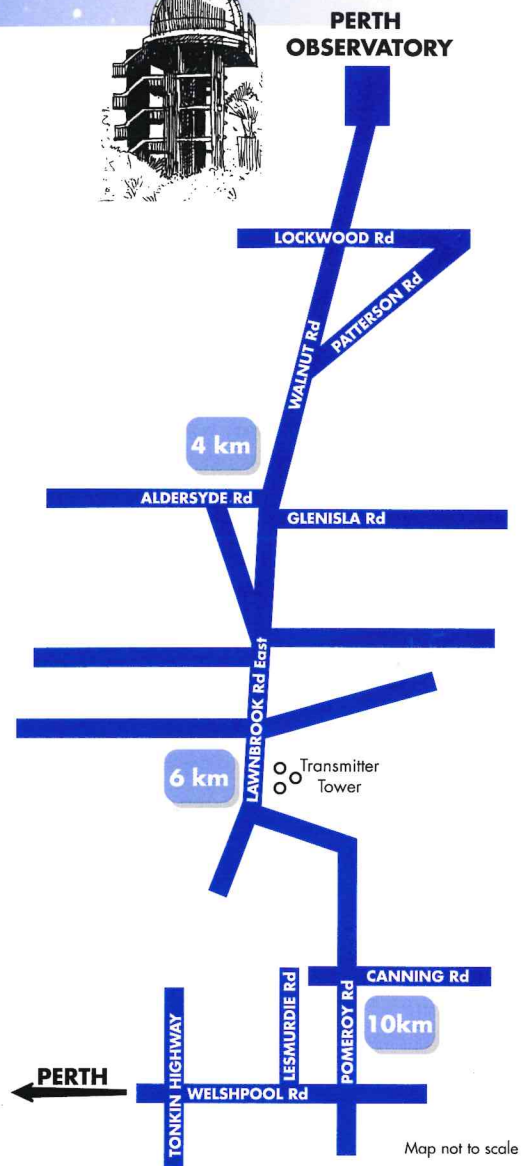 PERTH
OBSERVATORY
LOCKWOOD Rd
PATTERSON Rd
WALNUT Rd
4 km
ALDERSYDE Rd
GLENISLA Rd
LAWNBROOK Rd East
6 km
Transmitter
Tower
CANNING Rd
LESMURDIE Rd
POMEROY Rd
10km
TONKIN HIGHWAY
PERTH
WELSHPOOL Rd
Map not to scale